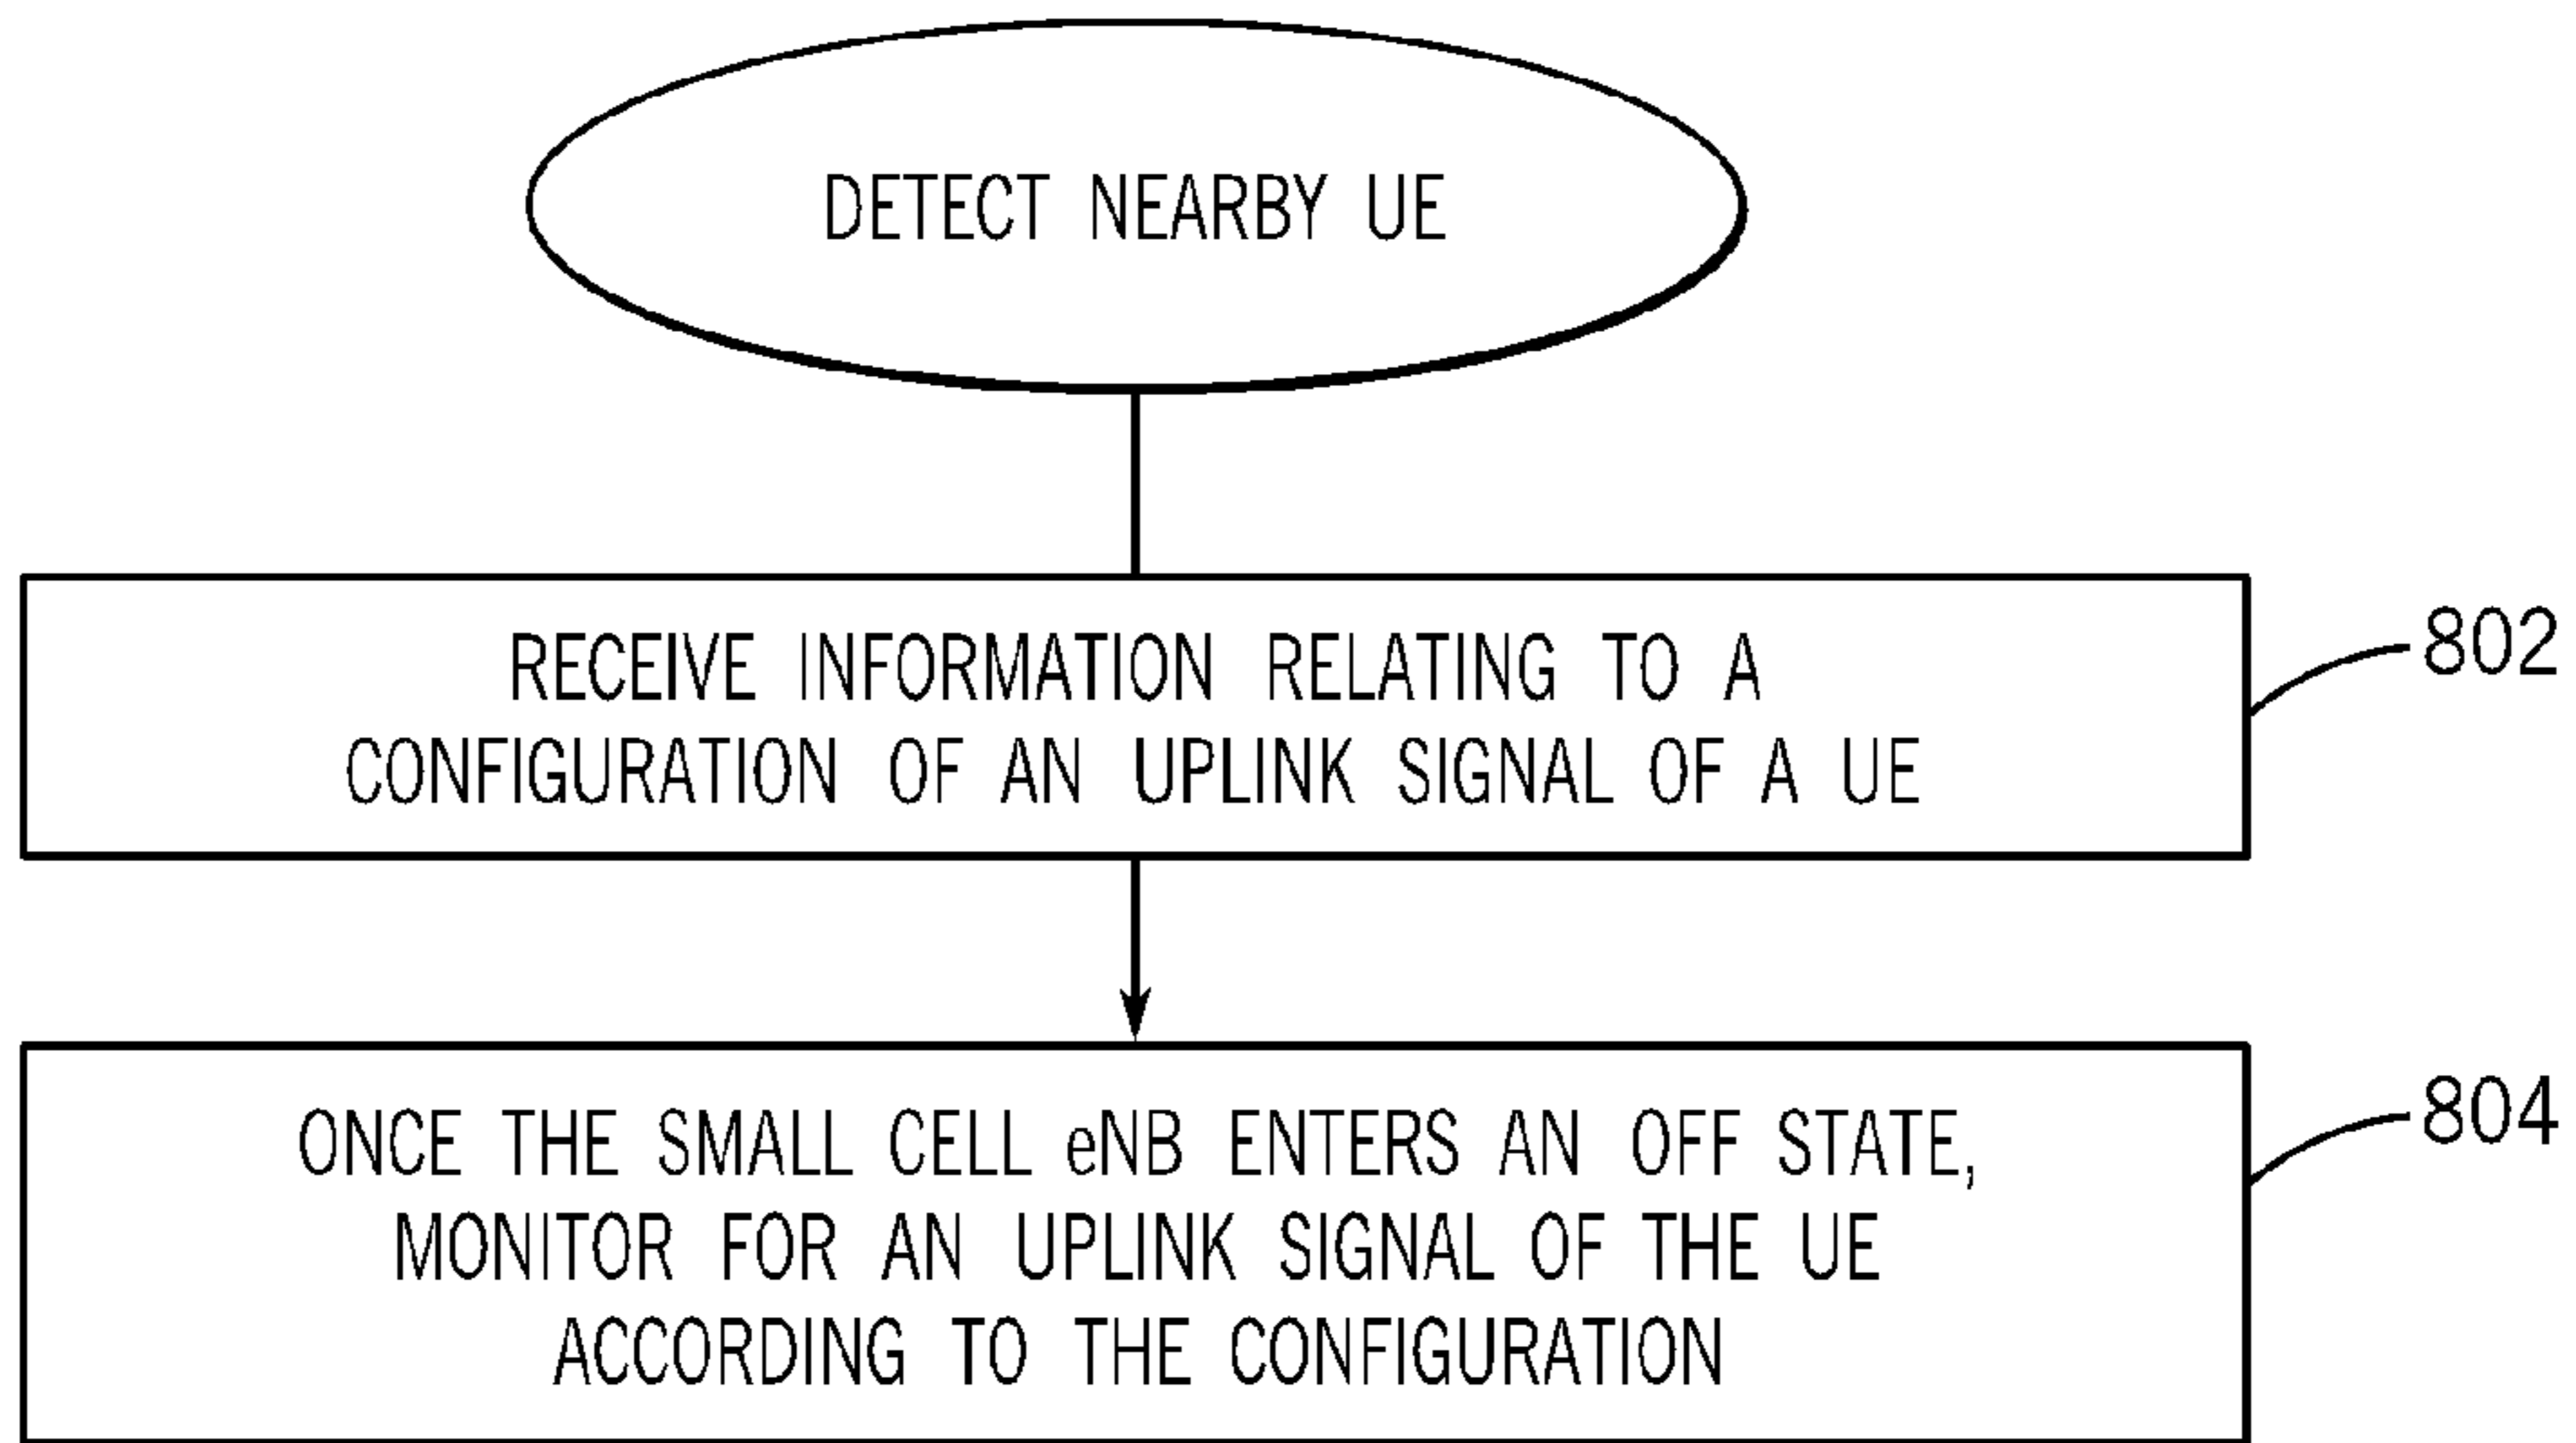 DETECT NEARBY UE
RECEIVE INFORMATION RELATING TO A
CONFIGURATION OF AN UPLINK SIGNAL OF A UE
802
ONCE THE SMALL CELL eNB ENTERS AN OFF STATE,
MONITOR FOR AN UPLINK SIGNAL OF THE UE
ACCORDING TO THE CONFIGURATION
804